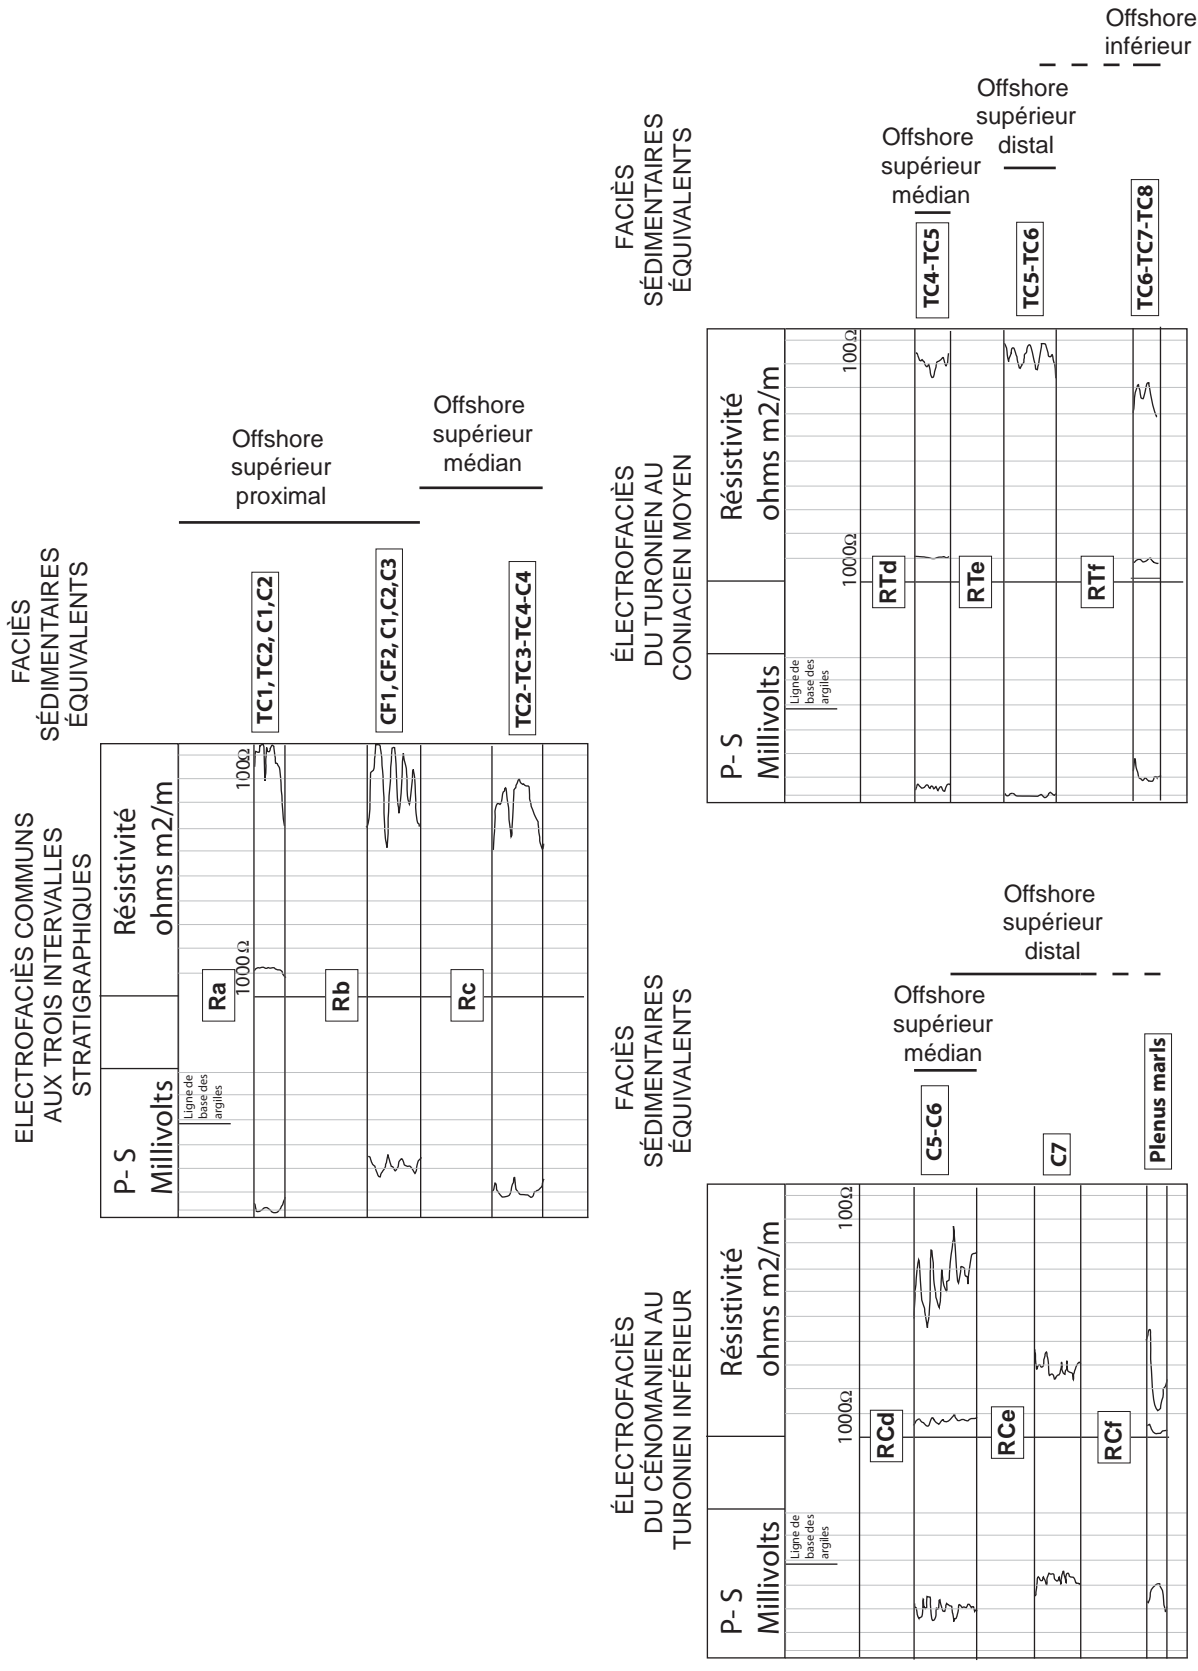 ELECTROFACIÈS COMMUNS
AUX TROIS INTERVALLES
STRATIGRAPHIQUES
FACIÈS
SÉDIMENTAIRES
ÉQUIVALENTS
P- S
Millivolts
Résistivité
ohms m2/m
Ligne de
base des
argiles
1000Ω
100Ω
Ra
TC1, TC2, C1,C2
Offshore
supérieur
proximal
Rb
CF1, CF2, C1,C2,C3
Rc
TC2-TC3-TC4-C4
Offshore
supérieur
médian
ÉLECTROFACIÈS
DU CÉNOMANIEN AU
TURONIEN INFÉRIEUR
FACIÈS
SÉDIMENTAIRES
ÉQUIVALENTS
P- S
Millivolts
Résistivité
ohms m2/m
Ligne de
base des
argiles
1000Ω
100Ω
RCd
C5-C6
Offshore
supérieur
médian
RCe
C7
Offshore
supérieur
distal
RCf
Plenus marls
ÉLECTROFACIÈS
DU TURONIEN AU
CONIACIEN MOYEN
FACIÈS
SÉDIMENTAIRES
ÉQUIVALENTS
P- S
Millivolts
Résistivité
ohms m2/m
Ligne de
base des
argiles
1000Ω
100Ω
RTd
TC4-TC5
Offshore
supérieur
médian
RTe
TC5-TC6
Offshore
supérieur
distal
RTf
TC6-TC7-TC8
Offshore
inférieur